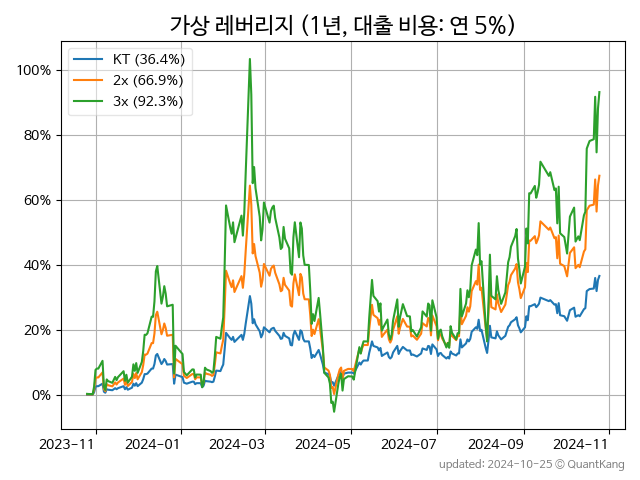 가상 레버리지 (1년, 대출 비용: 연 5%)
KT (36.4%)
2x (66.9%)
3x (92.3%)
100%
80%
60%
40%
20%
0%
2023-11
2024-01
2024-03
2024-05
2024-07
2024-09
2024-11
updated: 2024-10-25 © QuantKang